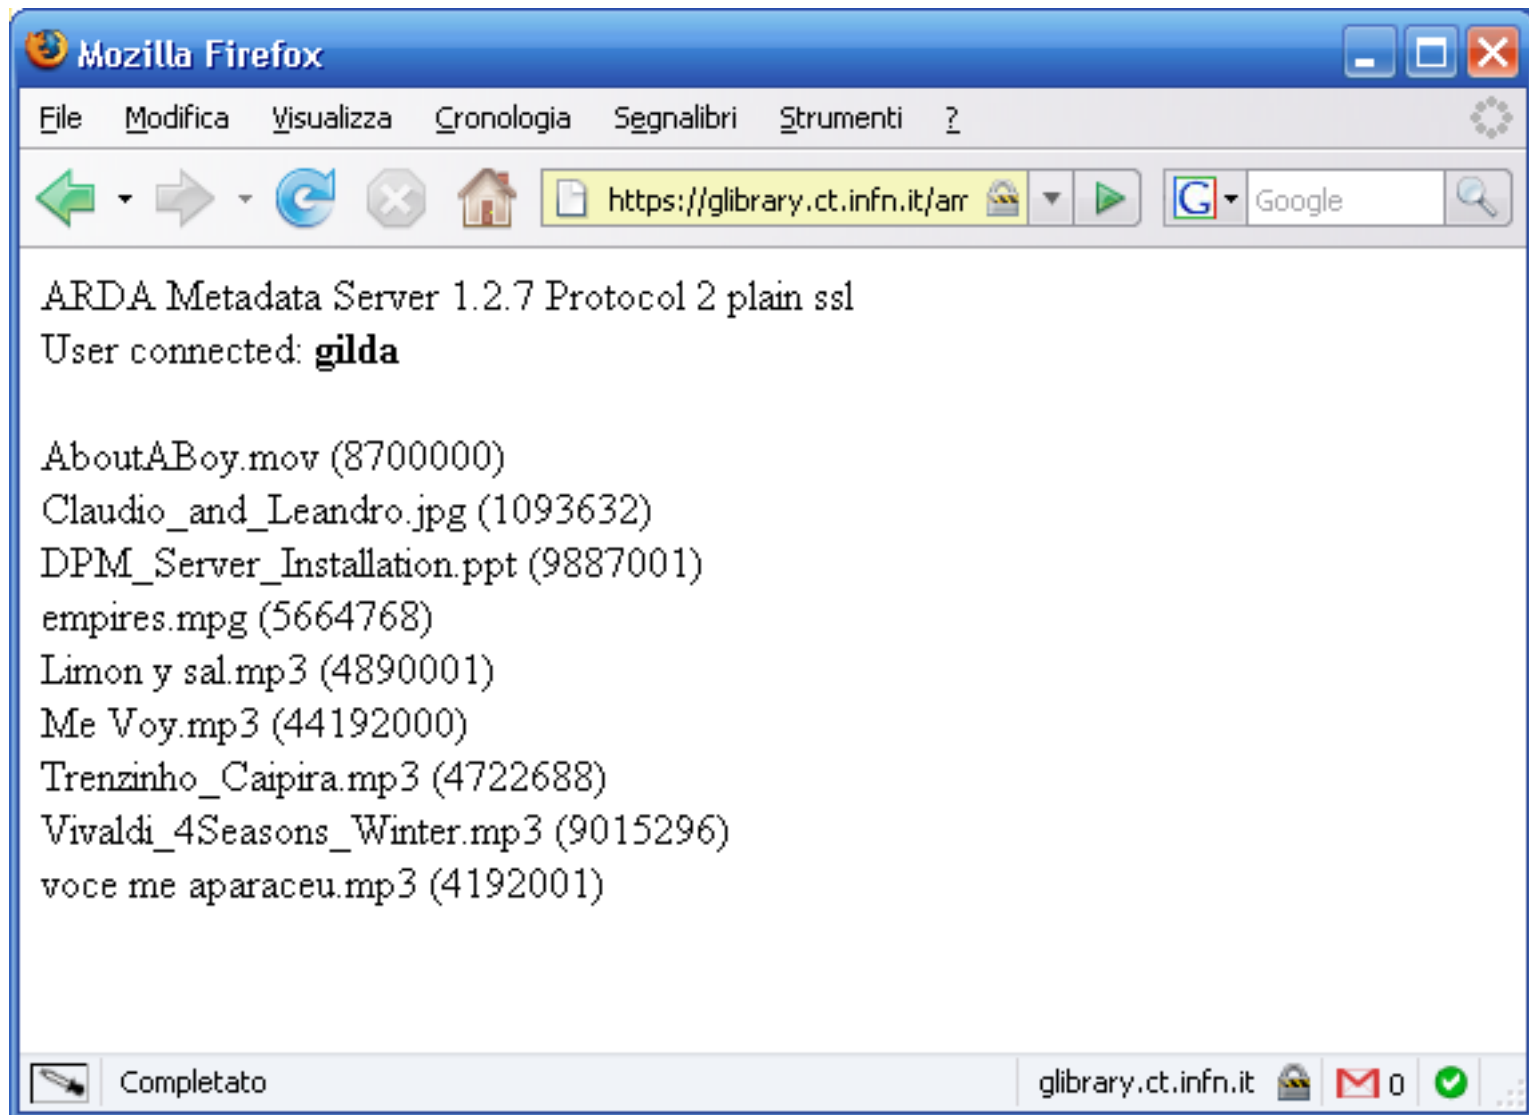 Mozilla Firefox
File Modifica Visualizza Cronologia Segnalibri Strumenti ?
https://glibrary.ct.infn.it/am G Google
ARDA Metadata Server 1.2.7 Protocol 2 plain ssl
User connected: gilda
AboutABoy.mov (8700000)
Claudio_and_Leandro.jpg (1093632)
DPM_Server_Installation.ppt (9887001)
empires.mpg (5664768)
Limon y sal.mp3 (4890001)
Me Voy.mp3 (44192000)
Trenzinho_Caipira.mp3 (4722688)
Vivaldi_4Seasons_Winter.mp3 (9015296)
voce me aparaceu.mp3 (4192001)
Completato glibrary.ct.infn.it 0